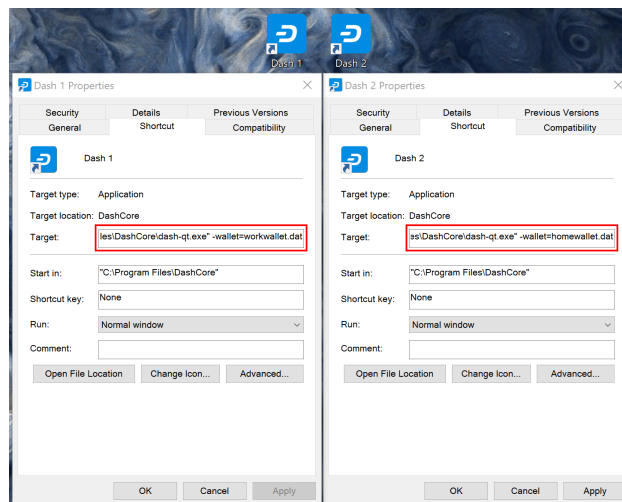 Dash 1
Dash 2
Dash 1 Properties
Security Details Previous Versions
General Shortcut Compatibility
Dash 1
Target type: Application
Target location: DashCore
Target: les\DashCore\dash-qt.exe" -wallet=workwallet.dat
Start in: "C:\Program Files\DashCore"
Shortcut key: None
Run: Normal window
Comment:
Open File Location Change Icon... Advanced...
OK Cancel Apply
Dash 2 Properties
Security Details Previous Versions
General Shortcut Compatibility
Dash 2
Target type: Application
Target location: DashCore
Target: es\DashCore\dash-qt.exe" -wallet=homewallet.dat
Start in: "C:\Program Files\DashCore"
Shortcut key: None
Run: Normal window
Comment:
Open File Location Change Icon... Advanced...
OK Cancel Apply